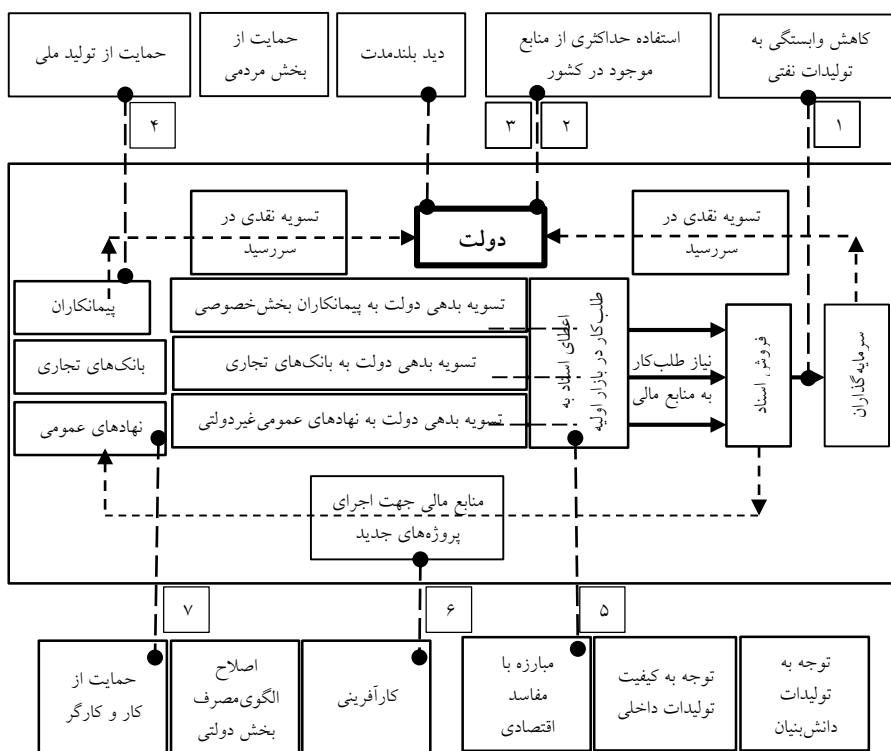 کاهش وابستگی به
تولیدات نفتی
استفاده حداکثری از منابع
موجود در کشور
دید بلندمدت
حمایت از
بخش مردمی
حمایت از تولید ملی
۱
۲
۳
۴
تسویه نقدی در
سررسید
دولت
تسویه نقدی در
سررسید
سرمایه‌گذاران
فروش اسناد
نیاز طلب‌کار
به منابع مالی
اعطای اسناد به
طلب‌کار در بازار اولیه
تسویه بدهی دولت به پیمانکاران بخش‌خصوصی
پیمانکاران
تسویه بدهی دولت به بانک‌های تجاری
بانک‌های تجاری
تسویه بدهی دولت به نهادهای عمومی‌غیردولتی
نهادهای عمومی
منابع مالی جهت اجرای
پروژه‌های جدید
۵
۶
۷
توجه به
تولیدات
دانش‌بنیان
توجه به کیفیت
تولیدات داخلی
مبارزه با
مفاسد
اقتصادی
کارآفرینی
اصلاح
الگوی‌مصرف
بخش دولتی
حمایت از
کار و کارگر